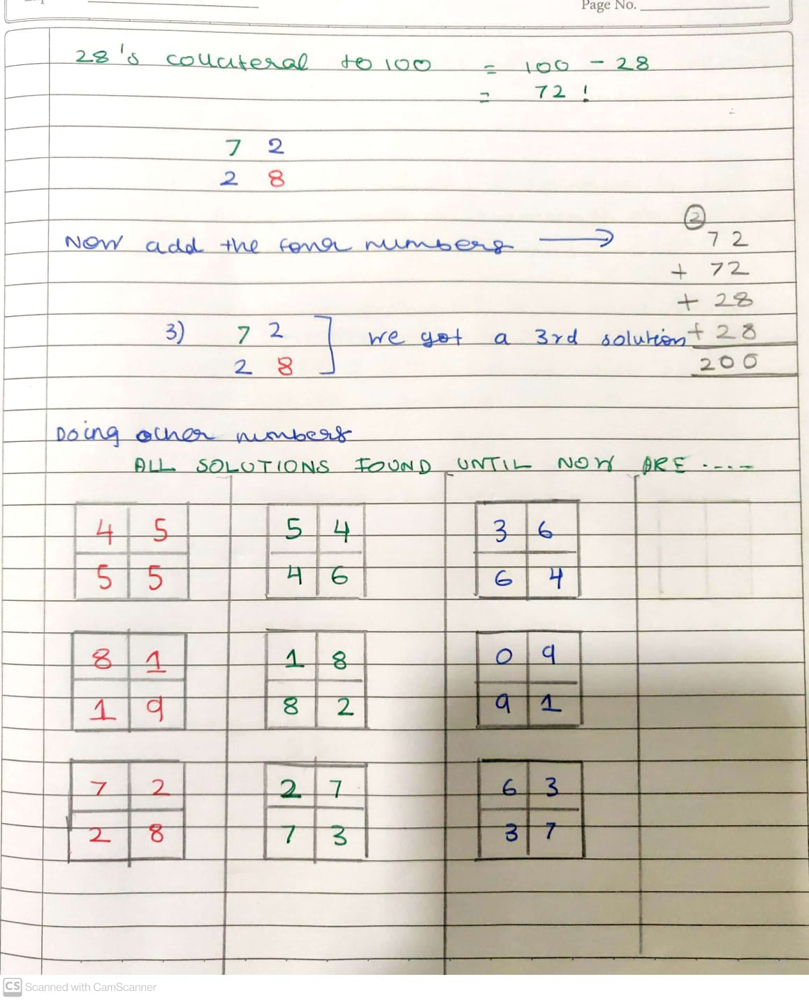 Page No.
28's collateral to 100 = 100 - 28
= 72 !
7 2
2 8
2
Now add the four numbers → 72
+ 72
+ 28
3) 7 2 ] we got a 3rd solution + 28
2 8 200
Doing other numbers
ALL SOLUTIONS FOUND UNTIL NOW ARE ....-
4 5 5 4 3 6
5 5 4 6 6 4
8 1 1 8 0 9
1 9 8 2 9 1
7 2 2 7 6 3
2 8 7 3 3 7
CS Scanned with CamScanner